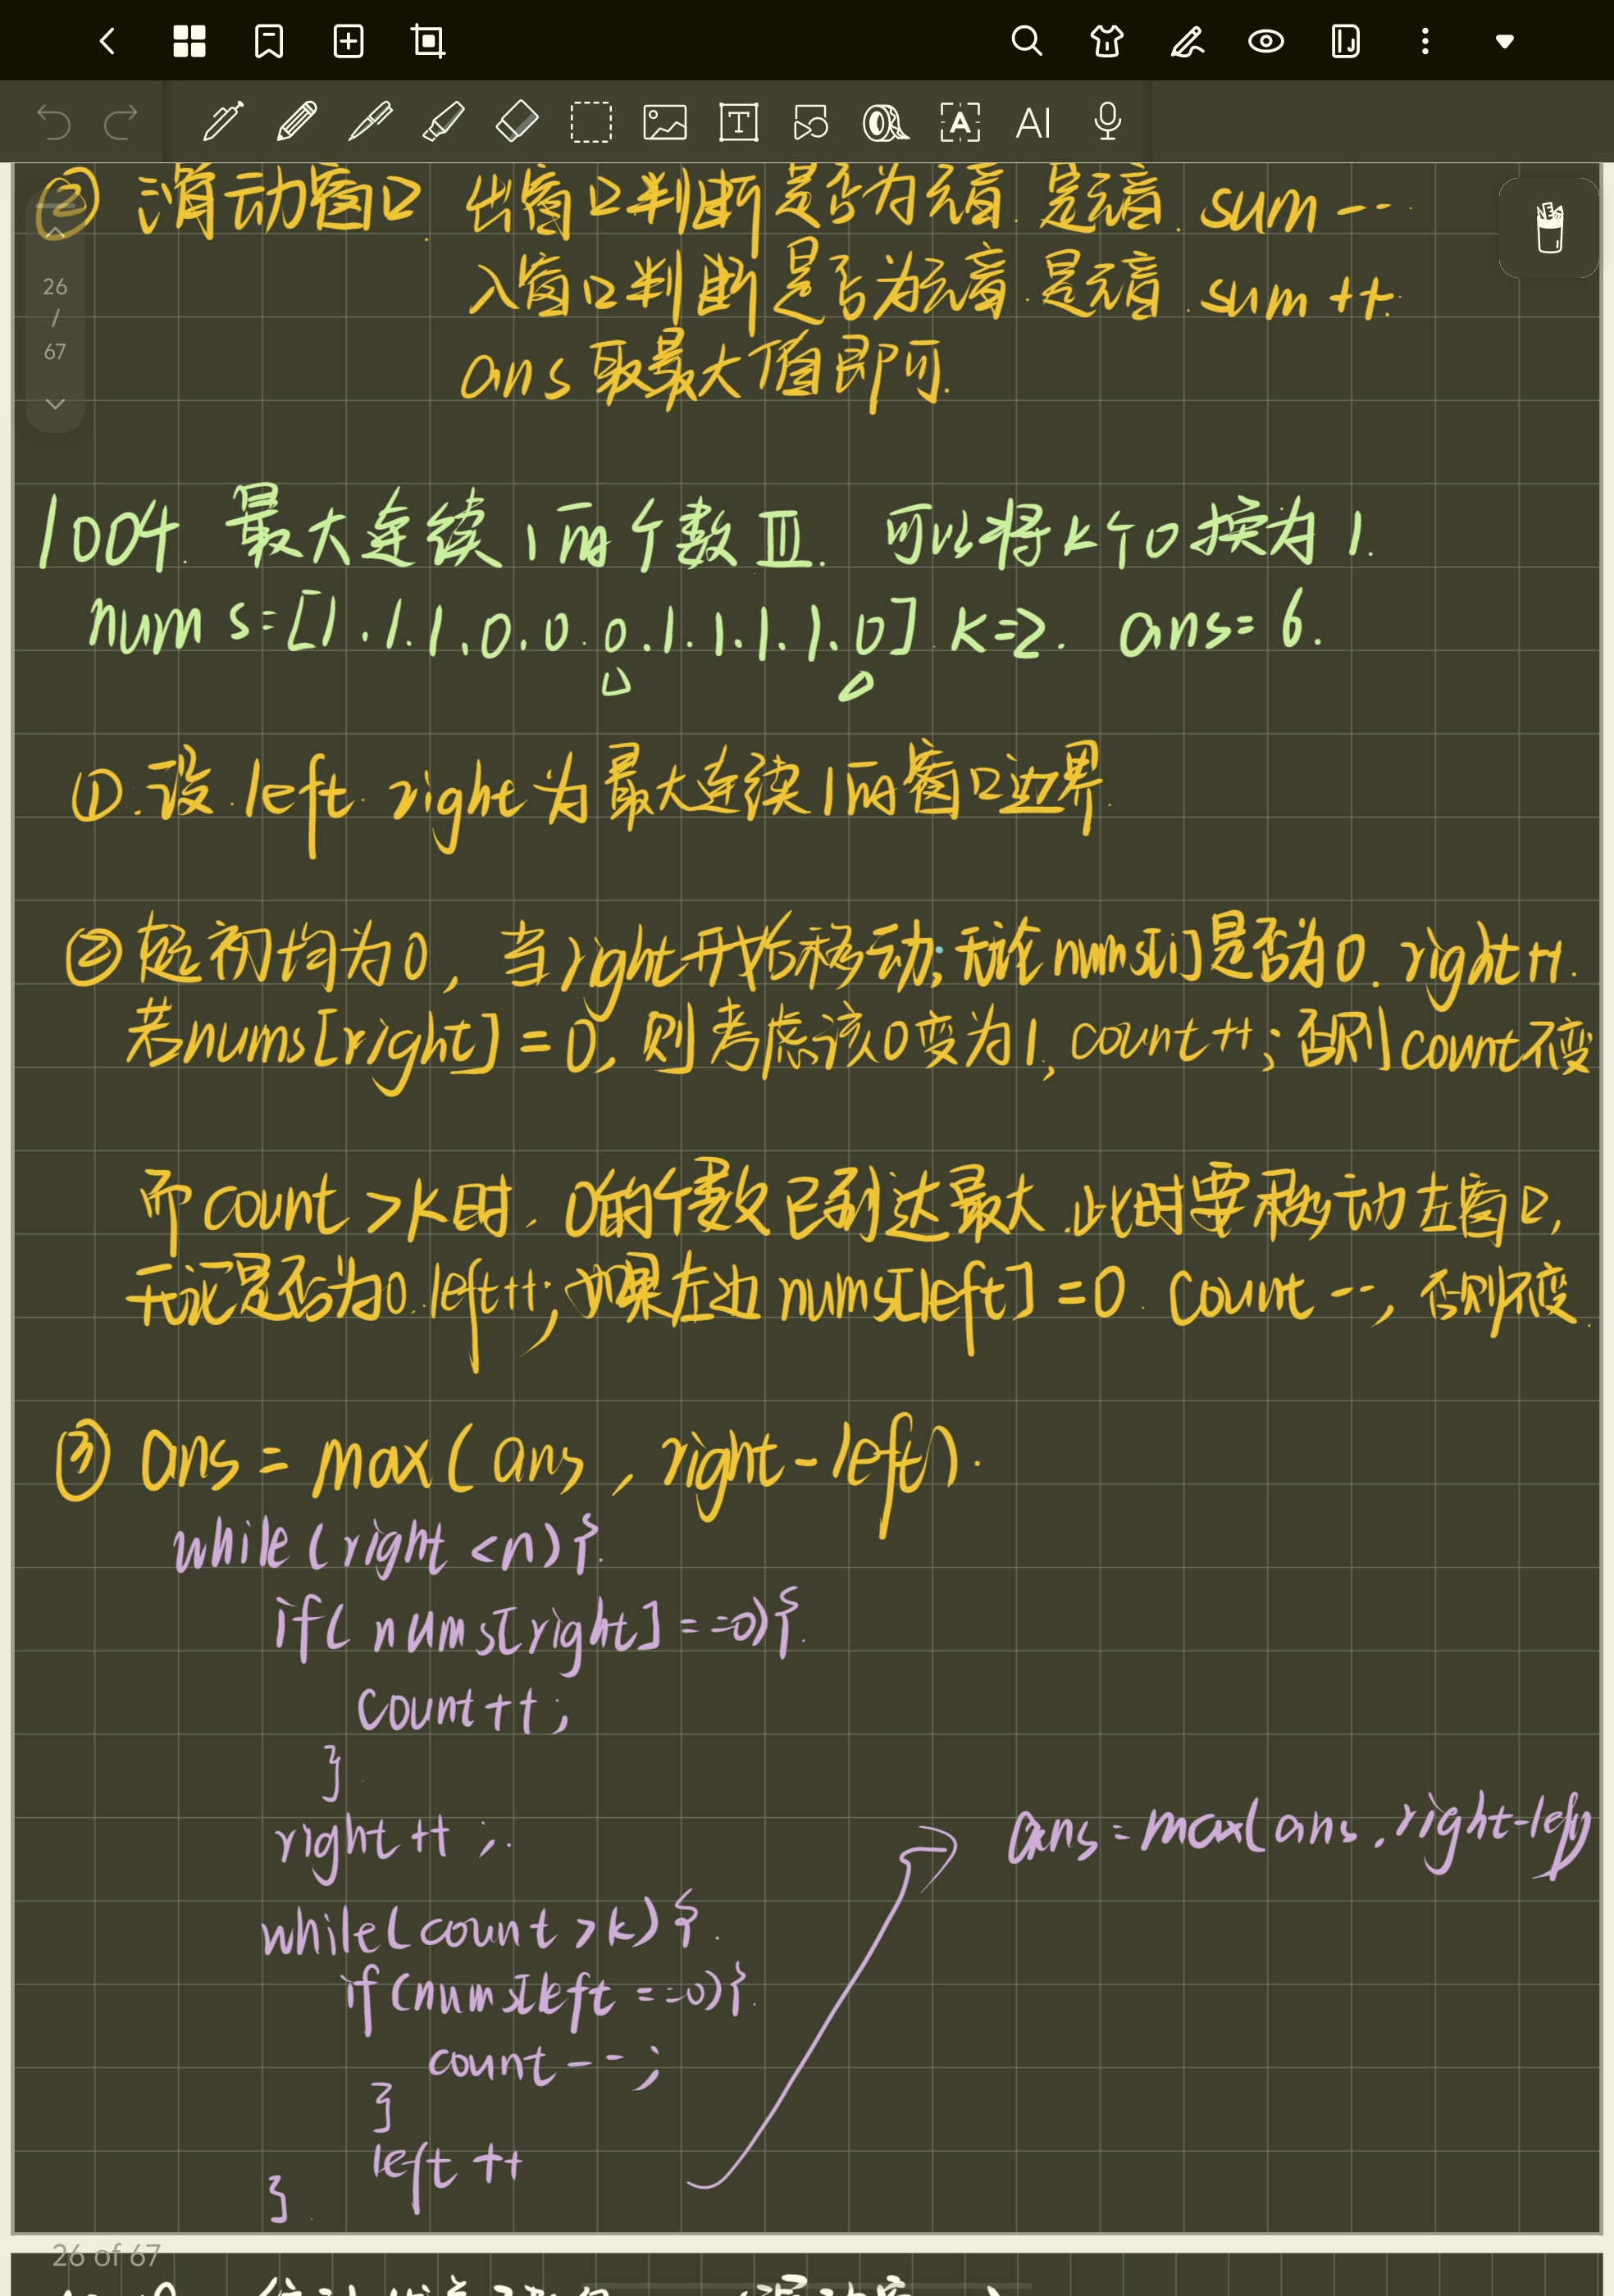 ② 滑动窗口 出窗口判断是否为元音.是元音.sum--
入窗口判断是否为元音.是元音.sum++.
ans取最大值即可.
26
/
67
1004.最大连续1的个数Ⅲ.可以将k个0换为1.
nums=[1.1.1.0.0.0.1.1.1.1.0] k=2. ans=6.
①.设.left right为最大连续1的窗口边界.
②起初均为0,当right开始移动;无论nums[i]是否为0.right++.
若nums[right]=0,则考虑该0变为1,count++;否则count不变
而count>k时.0的个数已到达最大.此时要移动左窗口,
无论是否为0.left++;如果左边nums[left]=0.count--,否则不变.
③ ans=max(ans,right-left).
while(right<n){
if(nums[right]==0){
count++;
}
right++;
while(count>k){
if(nums[left==0){
count--;
}
left++
}
ans=max(ans.right-left)
26 of 67